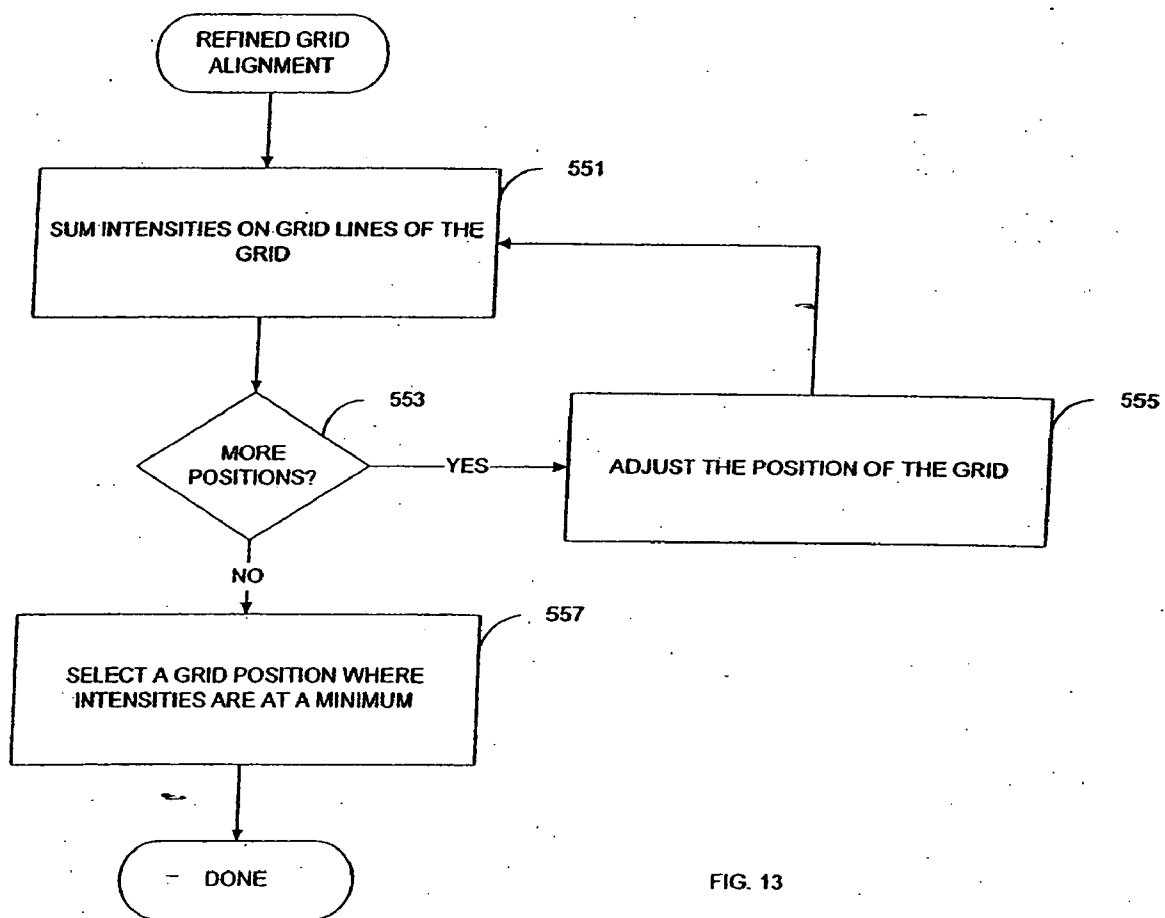 REFINED GRID
ALIGNMENT
551
SUM INTENSITIES ON GRID LINES OF THE
GRID
553
MORE
POSITIONS?
YES
555
ADJUST THE POSITION OF THE GRID
NO
557
SELECT A GRID POSITION WHERE
INTENSITIES ARE AT A MINIMUM
DONE
FIG. 13